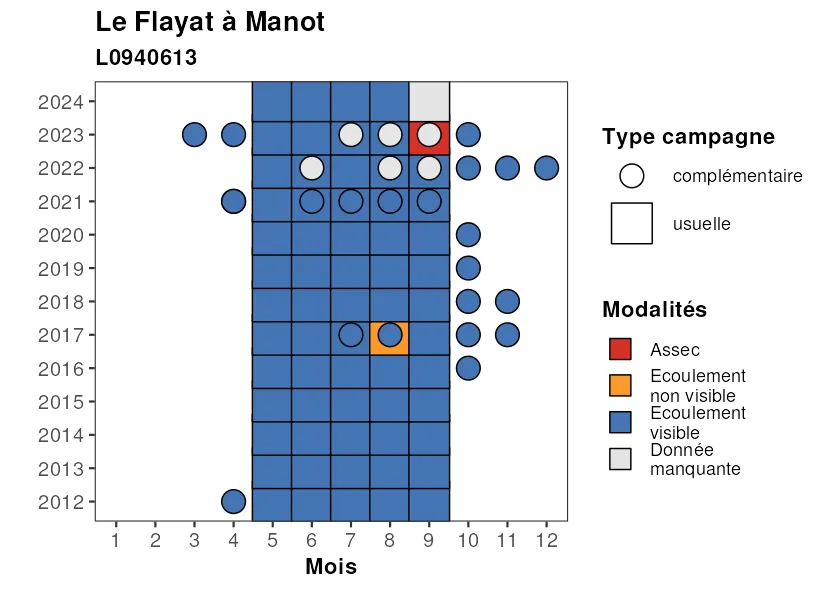 Le Flayat à Manot
L0940613
2024
2023
2022
2021
2020
2019
2018
2017
2016
2015
2014
2013
2012
1 2 3 4 5 6 7 8 9 10 11 12
Mois
Type campagne
complémentaire
usuelle
Modalités
Assec
Ecoulement
non visible
Ecoulement
visible
Donnée
manquante